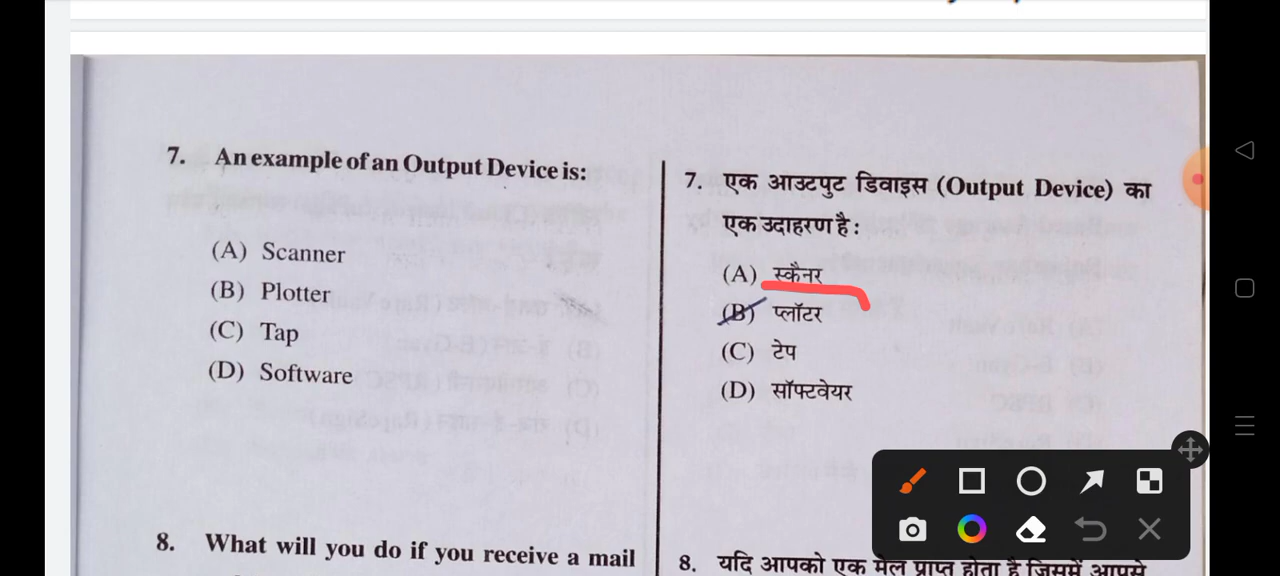 7. An example of an Output Device is:
(A) Scanner
(B) Plotter
(C) Tap
(D) Software
8. What will you do if you receive a mail
7. एक आउटपुट डिवाइस (Output Device) का
एक उदाहरण है :
(A) स्कैनर
(B) प्लॉटर
(C) टेप
(D) सॉफ्टवेयर
8. यदि आपको एक मेल प्राप्त होता है जिसमें आपसे